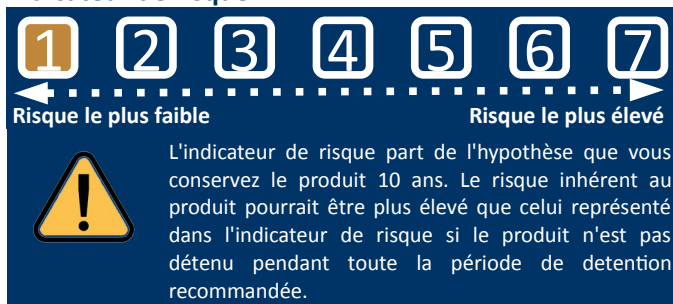 1 2 3 4 5 6 7
Risque le plus faible Risque le plus élevé
L'indicateur de risque part de l'hypothèse que vous
conservez le produit 10 ans. Le risque inhérent au
produit pourrait être plus élevé que celui représenté
dans l'indicateur de risque si le produit n'est pas
détenu pendant toute la période de detention
recommandée.